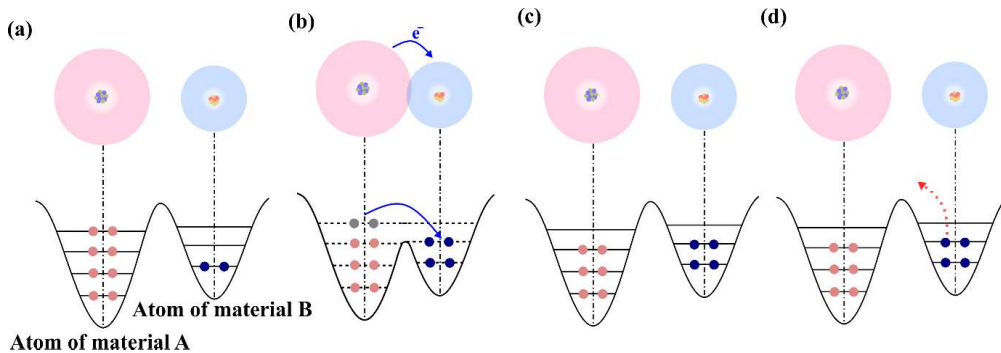 (a)
(b)
(c)
(d)
e⁻
Atom of material B
Atom of material A